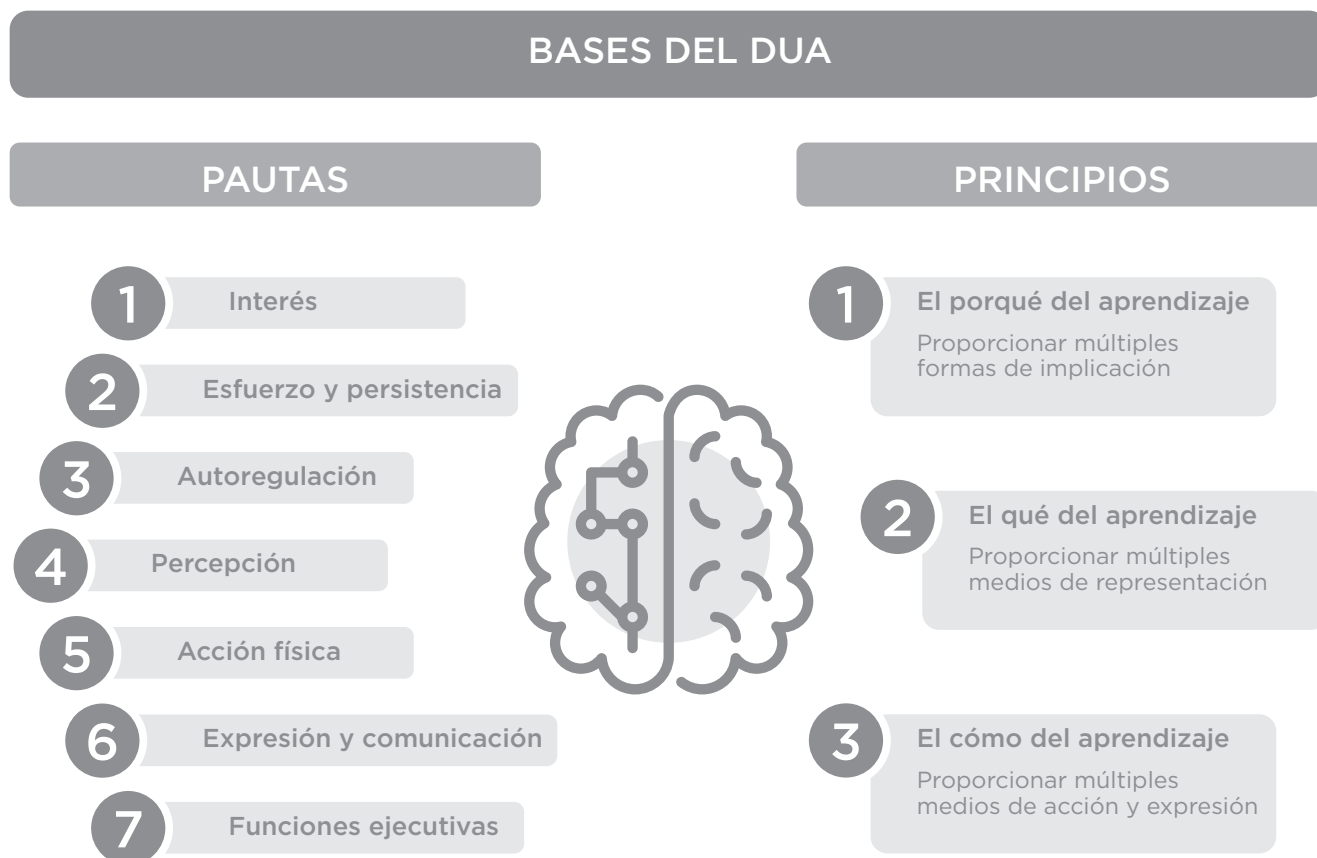 BASES DEL DUA
PAUTAS
1
Interés
2
Esfuerzo y persistencia
3
Autoregulación
4
Percepción
5
Acción física
6
Expresión y comunicación
7
Funciones ejecutivas
PRINCIPIOS
1
El porqué del aprendizaje
Proporcionar múltiples
formas de implicación
2
El qué del aprendizaje
Proporcionar múltiples
medios de representación
3
El cómo del aprendizaje
Proporcionar múltiples
medios de acción y expresión